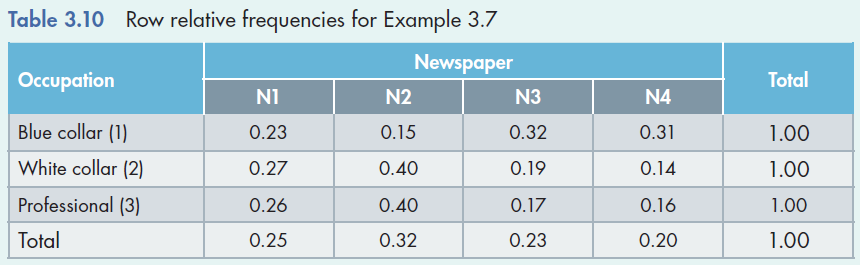 Table 3.10 Row relative frequencies for Example 3.7
Occupation Newspaper Total
N1 N2 N3 N4
Blue collar (1) 0.23 0.15 0.32 0.31 1.00
White collar (2) 0.27 0.40 0.19 0.14 1.00
Professional (3) 0.26 0.40 0.17 0.16 1.00
Total 0.25 0.32 0.23 0.20 1.00